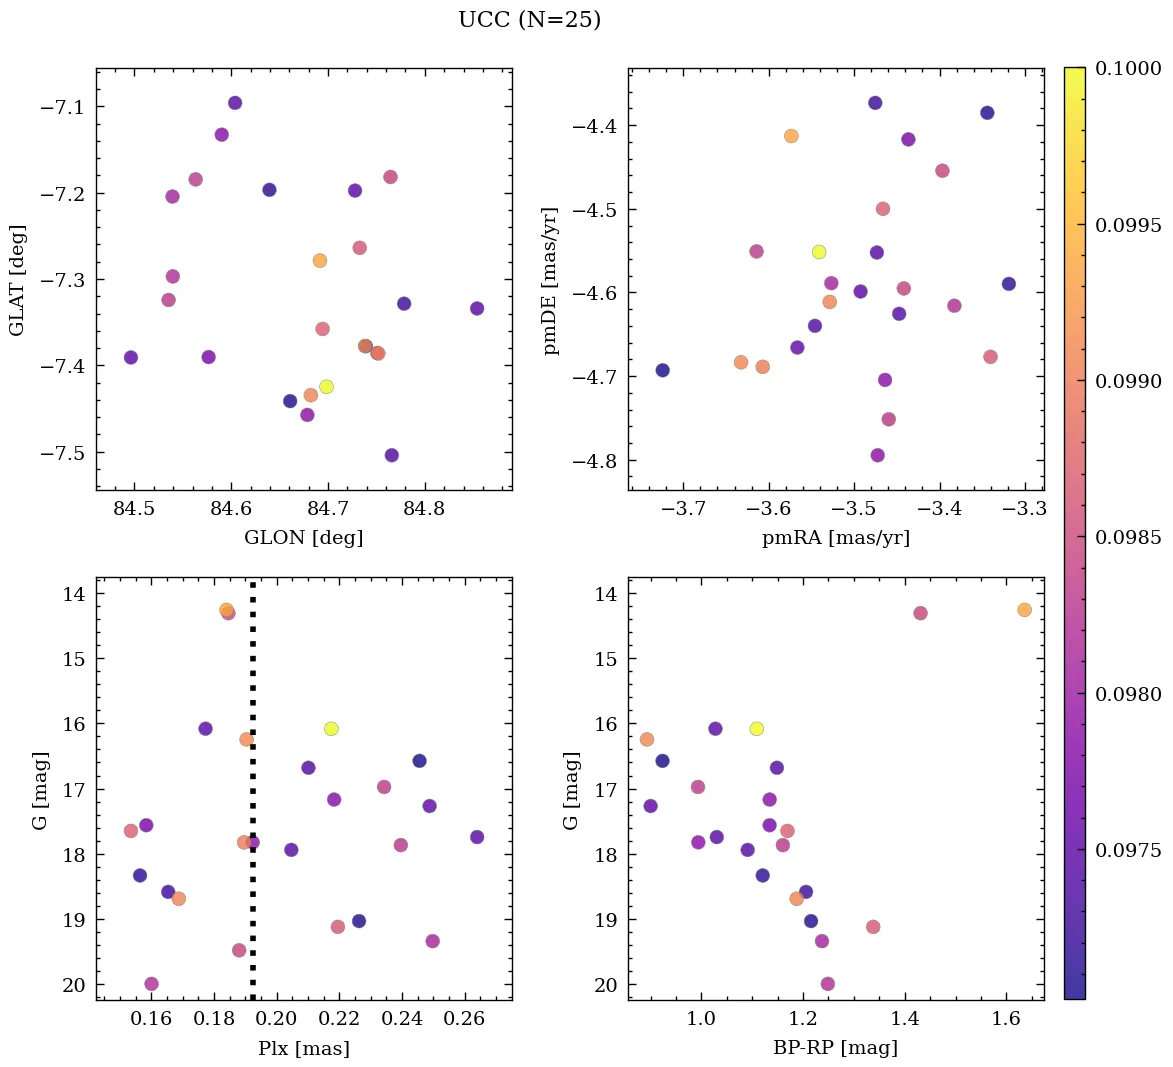 UCC (N=25)
−7.1
−7.2
−7.3
−7.4
−7.5
GLAT [deg]
84.5 84.6 84.7 84.8
GLON [deg]
−4.4
−4.5
−4.6
−4.7
−4.8
pmDE [mas/yr]
−3.7 −3.6 −3.5 −3.4 −3.3
pmRA [mas/yr]
14
15
16
17
18
19
20
G [mag]
0.16 0.18 0.20 0.22 0.24 0.26
Plx [mas]
14
15
16
17
18
19
20
G [mag]
1.0 1.2 1.4 1.6
BP-RP [mag]
0.1000
0.0995
0.0990
0.0985
0.0980
0.0975